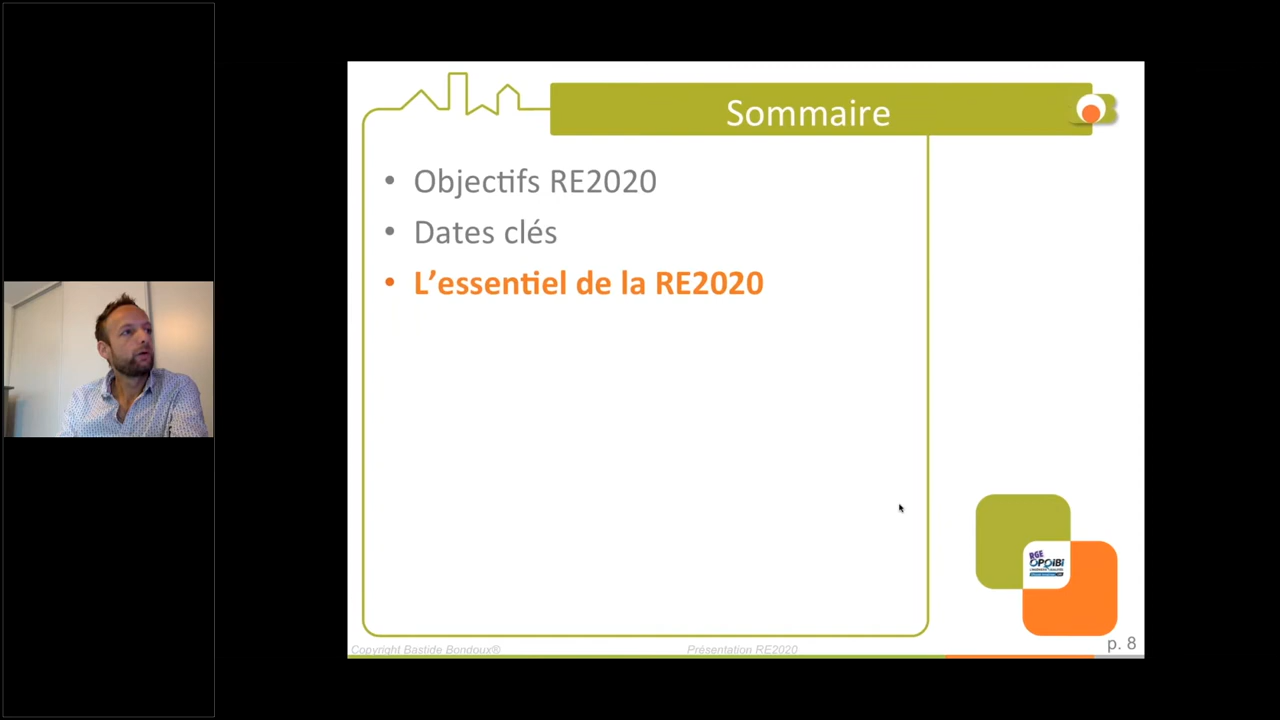 Sommaire
• Objectifs RE2020
• Dates clés
• L’essentiel de la RE2020
RGE
OPQIBI
Copyright Bastide Bondoux®
Présentation RE2020
p. 8